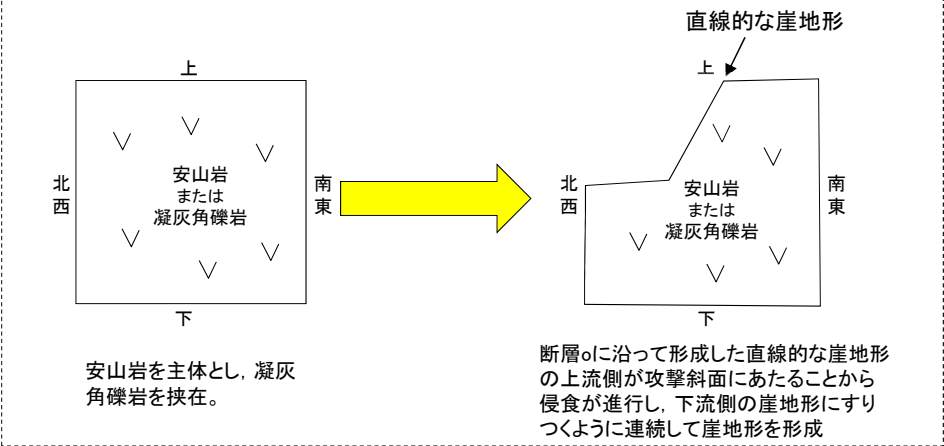 直線的な崖地形
上
上
北西
安山岩
または
凝灰角礫岩
南東
北西
安山岩
または
凝灰角礫岩
南東
下
下
安山岩を主体とし，凝灰
角礫岩を挟在。
断層oに沿って形成した直線的な崖地形
の上流側が攻撃斜面にあたることから
侵食が進行し，下流側の崖地形にすり
つくように連続して崖地形を形成